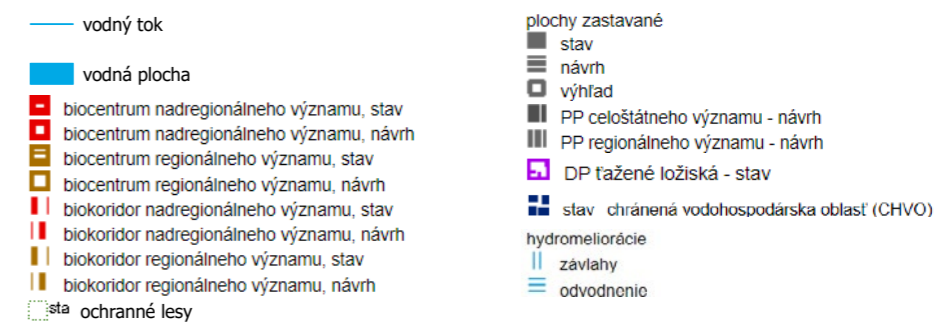 vodný tok
vodná plocha
biocentrum nadregionálneho významu, stav
biocentrum nadregionálneho významu, návrh
biocentrum regionálneho významu, stav
biocentrum regionálneho významu, návrh
biokoridor nadregionálneho významu, stav
biokoridor nadregionálneho významu, návrh
biokoridor regionálneho významu, stav
biokoridor regionálneho významu, návrh
sta ochranné lesy
plochy zastavané
stav
návrh
výhľad
PP celoštátneho významu - návrh
PP regionálneho významu - návrh
DP ťažené ložiská - stav
stav chránená vodohospodárska oblasť (CHVO)
hydromeliorácie
závlahy
odvodnenie